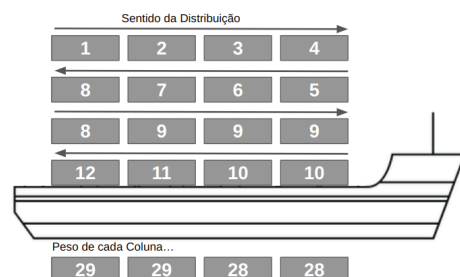 Sentido da Distribuição
1 2 3 4
8 7 6 5
8 9 9 9
12 11 10 10
Peso de cada Coluna...
29 29 28 28